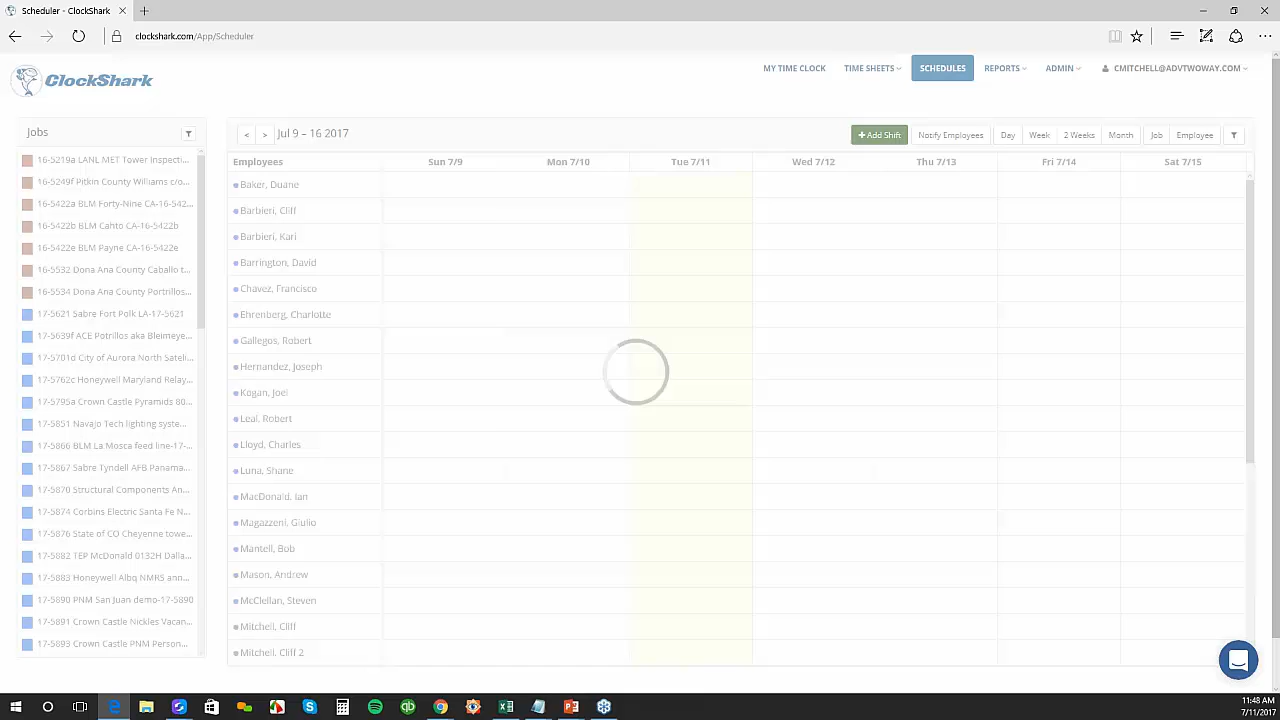 Scheduler - ClockShark
clockshark.com/App/Scheduler
ClockShark
MY TIME CLOCK
TIME SHEETS
SCHEDULES
REPORTS
ADMIN
CMITCHELL@ADVTWOWAY.COM
Jobs
< > Jul 9 – 16 2017
+ Add Shift
Notify Employees
Day
Week
2 Weeks
Month
Job
Employee
Employees
Sun 7/9
Mon 7/10
Tue 7/11
Wed 7/12
Thu 7/13
Fri 7/14
Sat 7/15
16-5219a LANL MET Tower Inspecti...
16-5249f Pitkin County Williams c/o...
16-5422a BLM Forty-Nine CA-16-542...
16-5422b BLM Cahto CA-16-5422b
16-5422e BLM Payne CA-16-5422e
16-5532 Dona Ana County Caballo t...
16-5534 Dona Ana County Portrillos...
17-5621 Sabre Fort Polk LA-17-5621
17-5639f ACE Potrillos aka Bleimeye...
17-5701d City of Aurora North Sateli...
17-5762c Honeywell Maryland Relay...
17-5795a Crown Castle Pyramids 80...
17-5851 Navajo Tech lighting syste...
17-5866 BLM La Mosca feed line-17-...
17-5867 Sabre Tyndell AFB Panama...
17-5870 Structural Components An...
17-5874 Corbins Electric Santa Fe N...
17-5876 State of CO Cheyenne towe...
17-5882 TEP McDonald 0132H Dalla...
17-5883 Honeywell Albq NMRS ann...
17-5890 PNM San Juan demo-17-5890
17-5891 Crown Castle Nickles Vacan...
17-5893 Crown Castle PNM Person...
Baker, Duane
Barbieri, Cliff
Barbieri, Kari
Barrington, David
Chavez, Francisco
Ehrenberg, Charlotte
Gallegos, Robert
Hernandez, Joseph
Kogan, Joel
Leal, Robert
Lloyd, Charles
Luna, Shane
MacDonald, Ian
Magazzeni, Giulio
Mantell, Bob
Mason, Andrew
McClellan, Steven
Mitchell, Cliff
Mitchell, Cliff 2
11:48 AM
7/11/2017